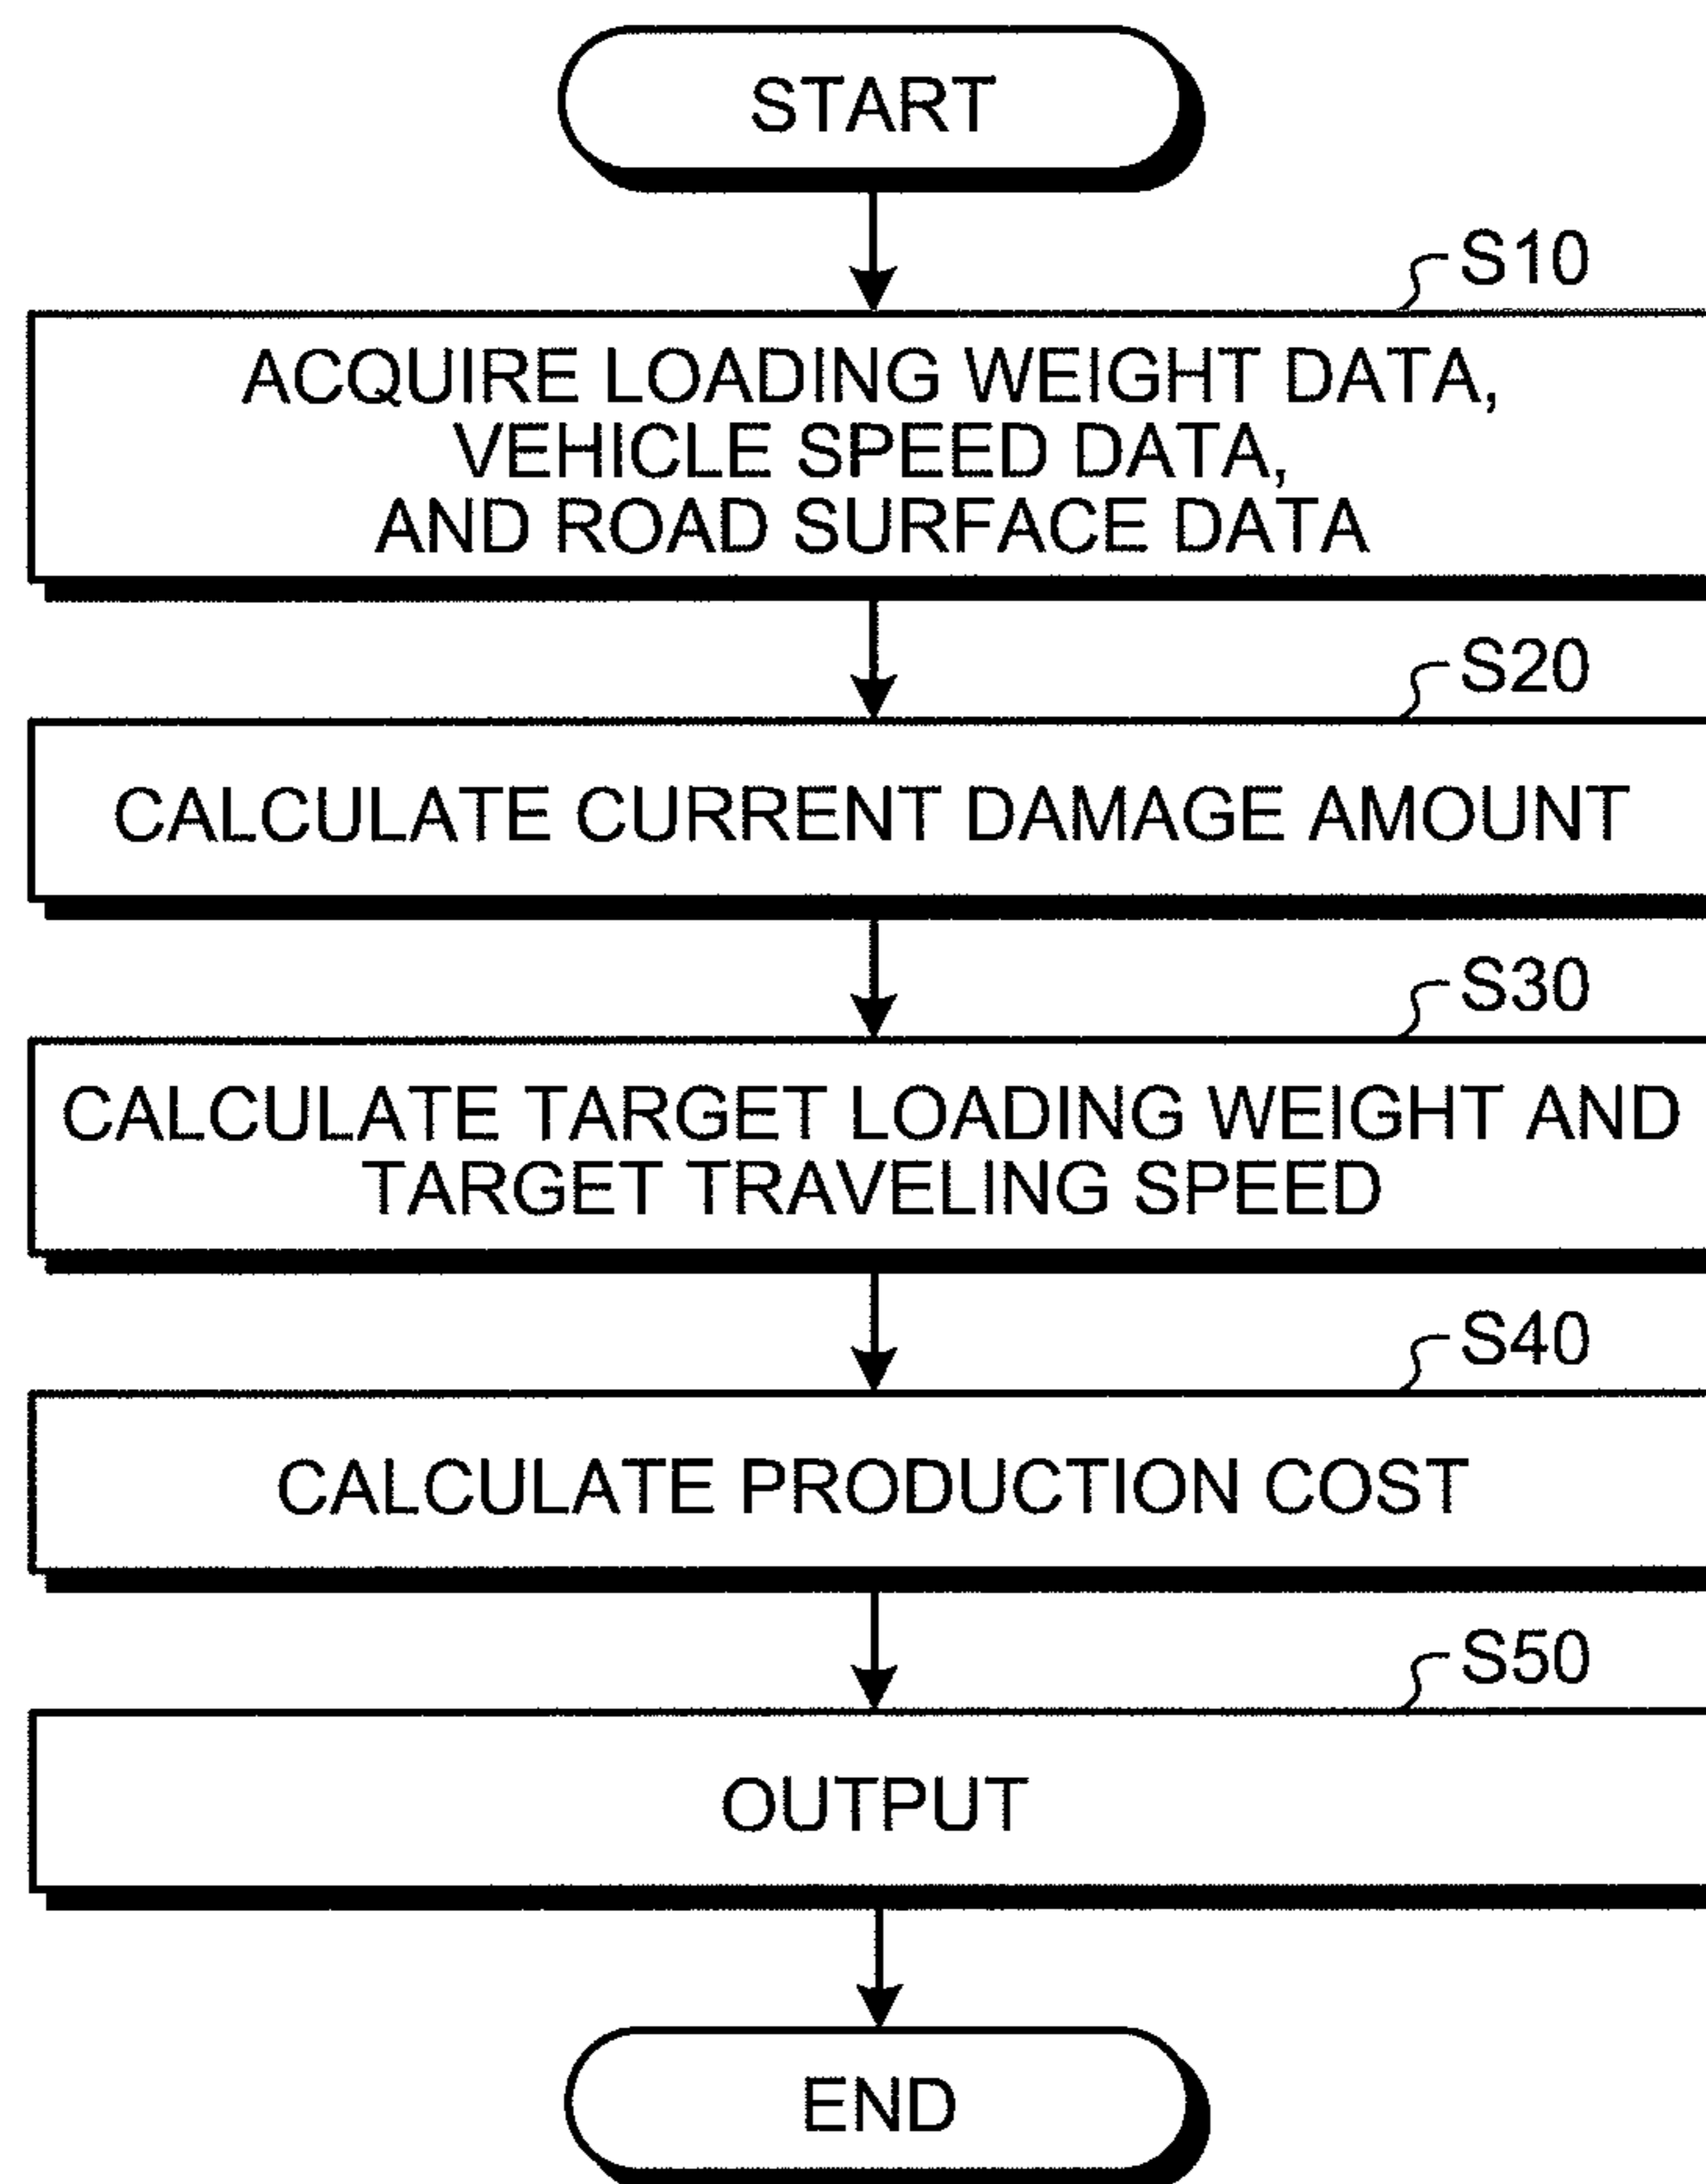 START
S10
ACQUIRE LOADING WEIGHT DATA,
VEHICLE SPEED DATA,
AND ROAD SURFACE DATA
S20
CALCULATE CURRENT DAMAGE AMOUNT
S30
CALCULATE TARGET LOADING WEIGHT AND
TARGET TRAVELING SPEED
S40
CALCULATE PRODUCTION COST
S50
OUTPUT
END